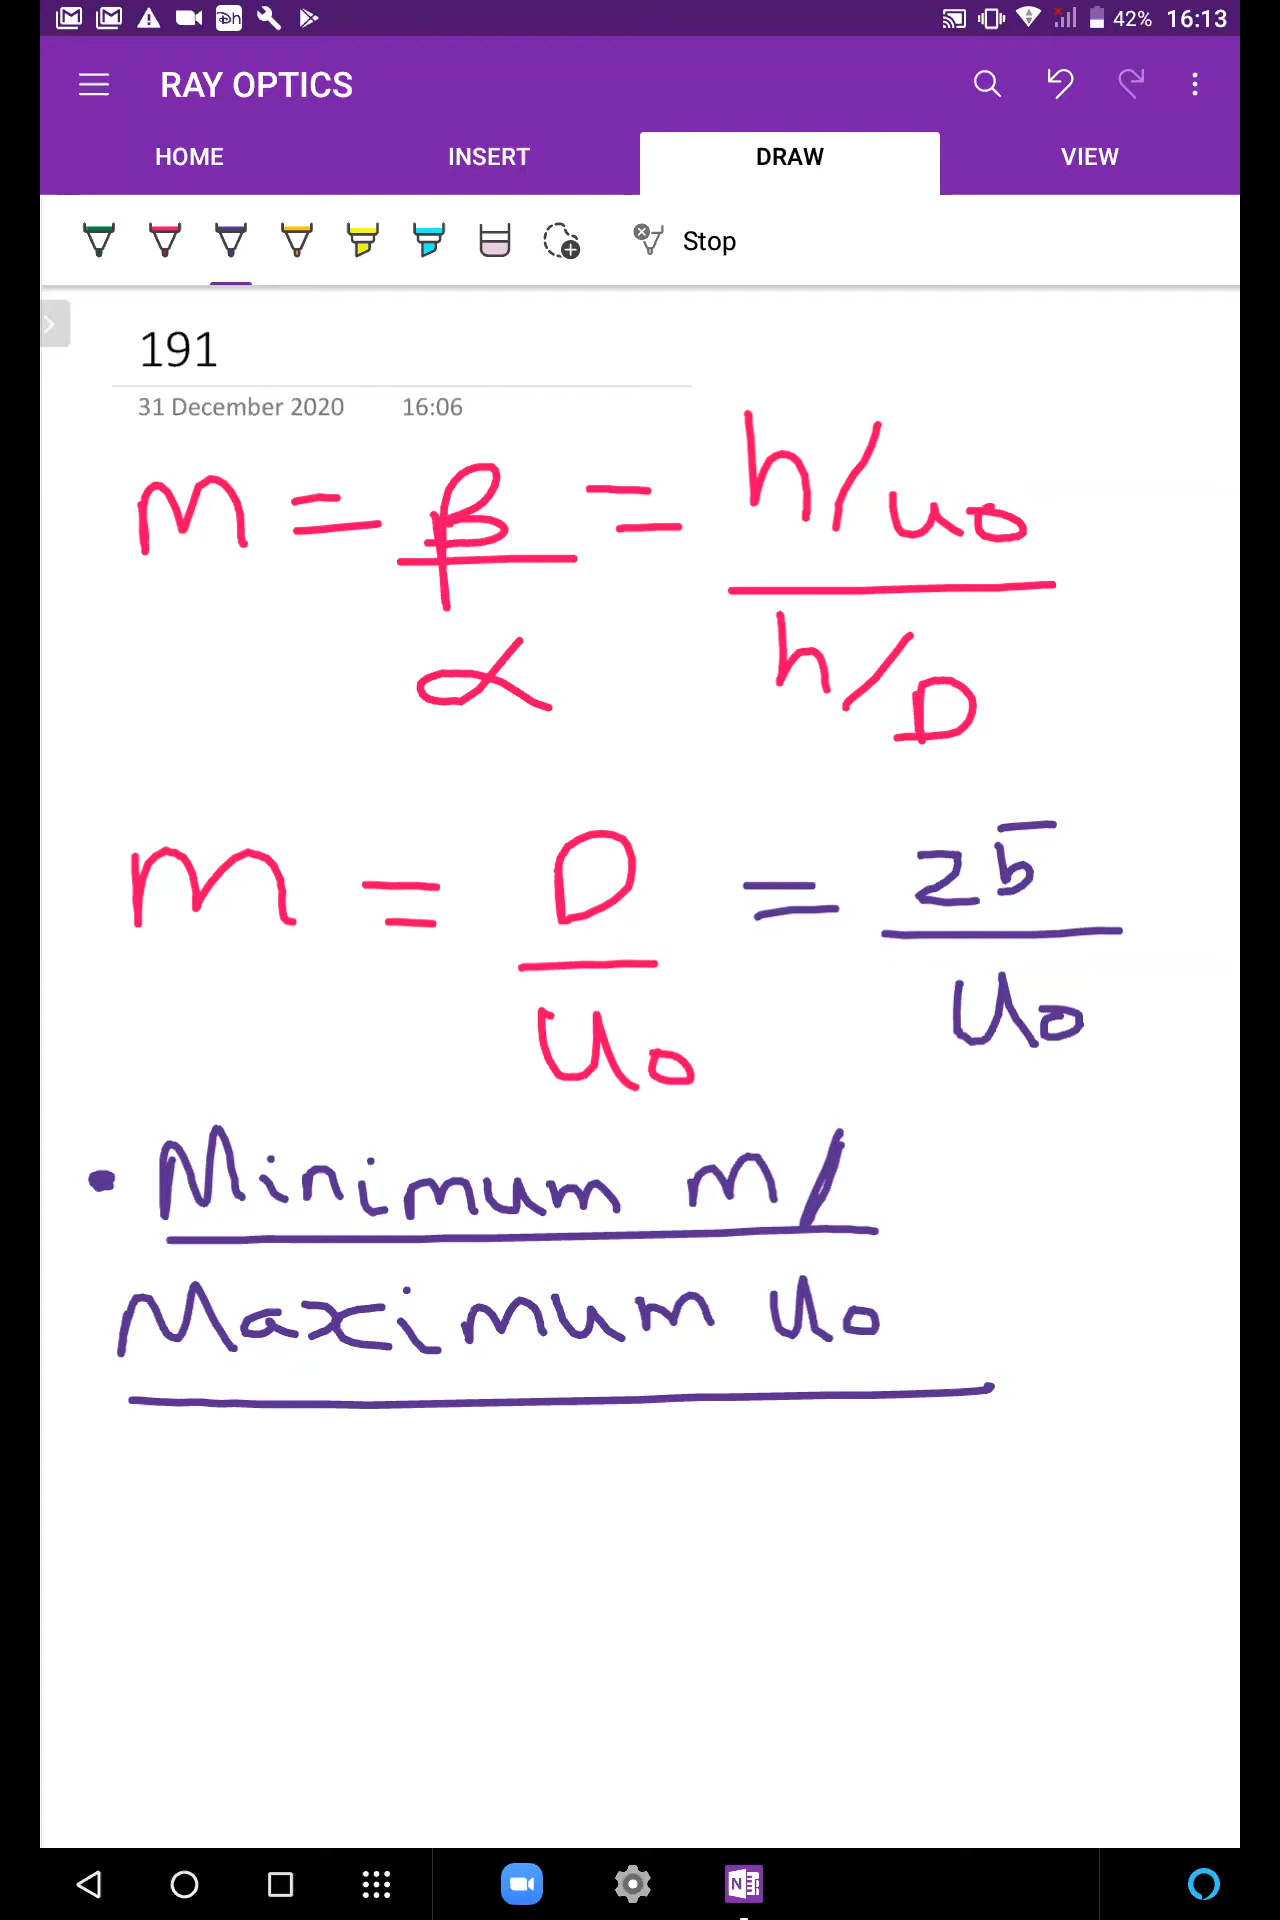 42% 16:13
RAY OPTICS
HOME INSERT DRAW VIEW
Stop
191
31 December 2020 16:06
m = β/α = (h/u₀)/(h/D)
m = D/u₀ = 25/u₀
• Minimum m/
Maximum u₀